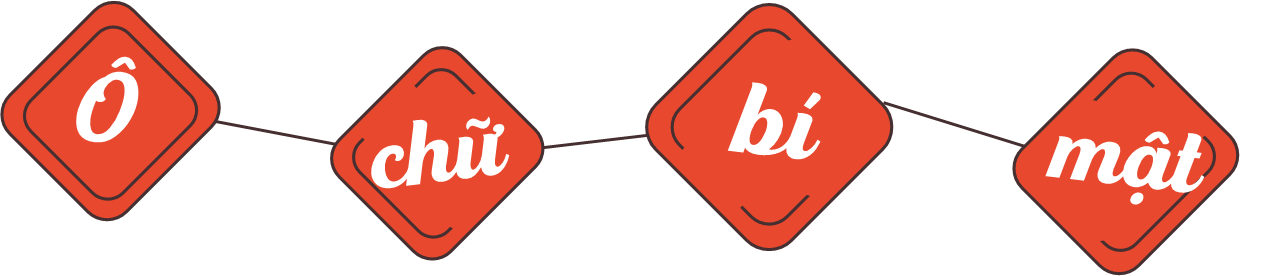 Ô chữ bí mật